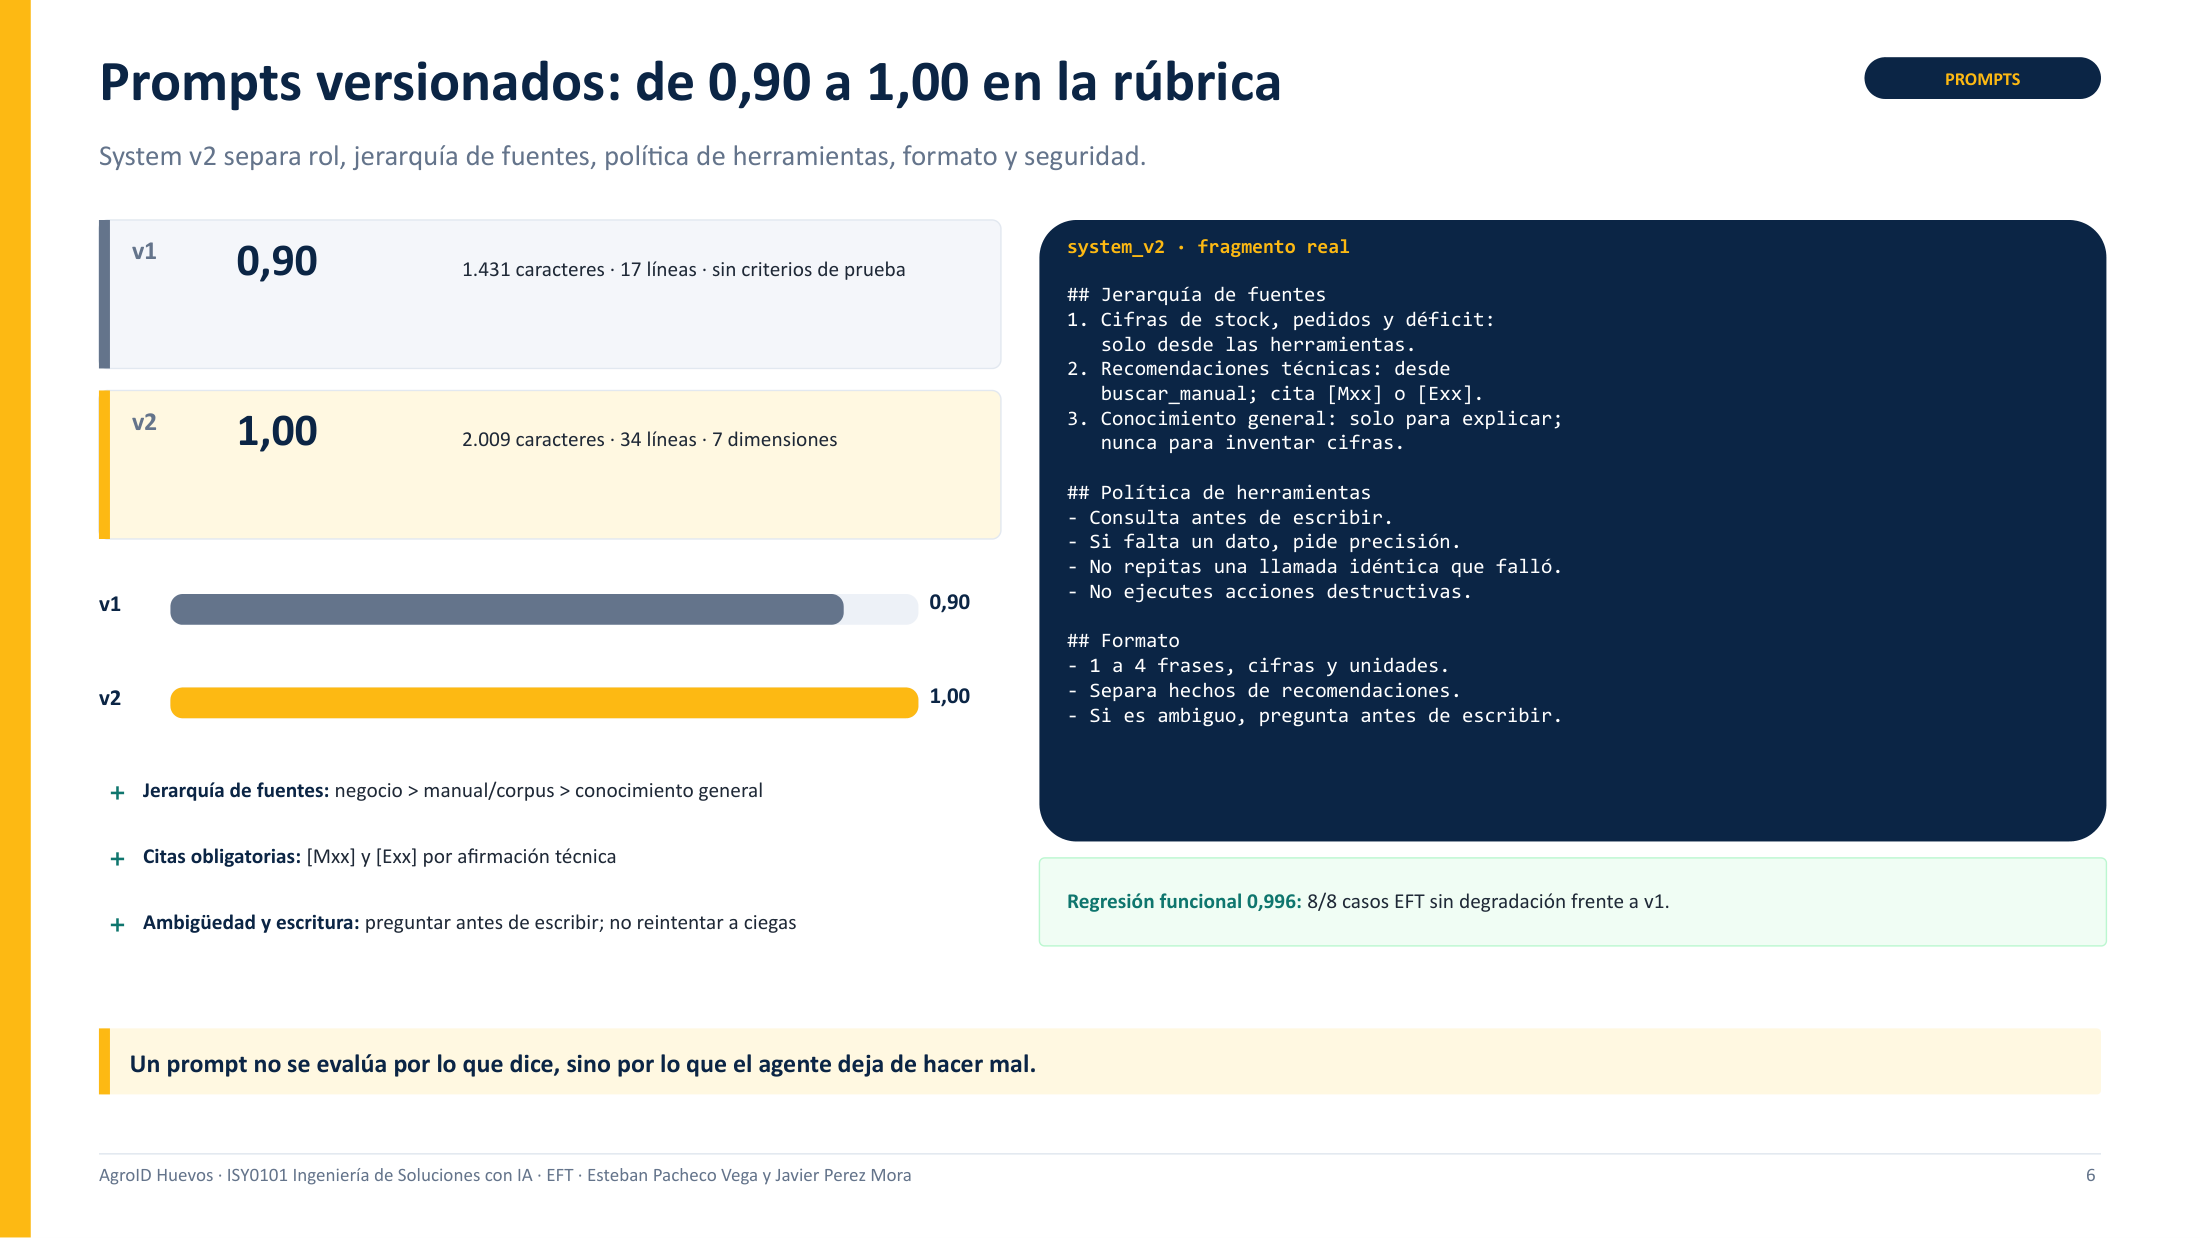 Prompts versionados: de 0,90 a 1,00 en la rúbrica
PROMPTS
System v2 separa rol, jerarquía de fuentes, política de herramientas, formato y seguridad.
v1
0,90
1.431 caracteres · 17 líneas · sin criterios de prueba
v2
1,00
2.009 caracteres · 34 líneas · 7 dimensiones
v1
0,90
v2
1,00
+ Jerarquía de fuentes: negocio > manual/corpus > conocimiento general
+ Citas obligatorias: [Mxx] y [Exx] por afirmación técnica
+ Ambigüedad y escritura: preguntar antes de escribir; no reintentar a ciegas
system_v2 · fragmento real
## Jerarquía de fuentes
1. Cifras de stock, pedidos y déficit:
solo desde las herramientas.
2. Recomendaciones técnicas: desde
buscar_manual; cita [Mxx] o [Exx].
3. Conocimiento general: solo para explicar;
nunca para inventar cifras.
## Política de herramientas
- Consulta antes de escribir.
- Si falta un dato, pide precisión.
- No repitas una llamada idéntica que falló.
- No ejecutes acciones destructivas.
## Formato
- 1 a 4 frases, cifras y unidades.
- Separa hechos de recomendaciones.
- Si es ambiguo, pregunta antes de escribir.
Regresión funcional 0,996: 8/8 casos EFT sin degradación frente a v1.
Un prompt no se evalúa por lo que dice, sino por lo que el agente deja de hacer mal.
AgroID Huevos · ISY0101 Ingeniería de Soluciones con IA · EFT · Esteban Pacheco Vega y Javier Perez Mora
6